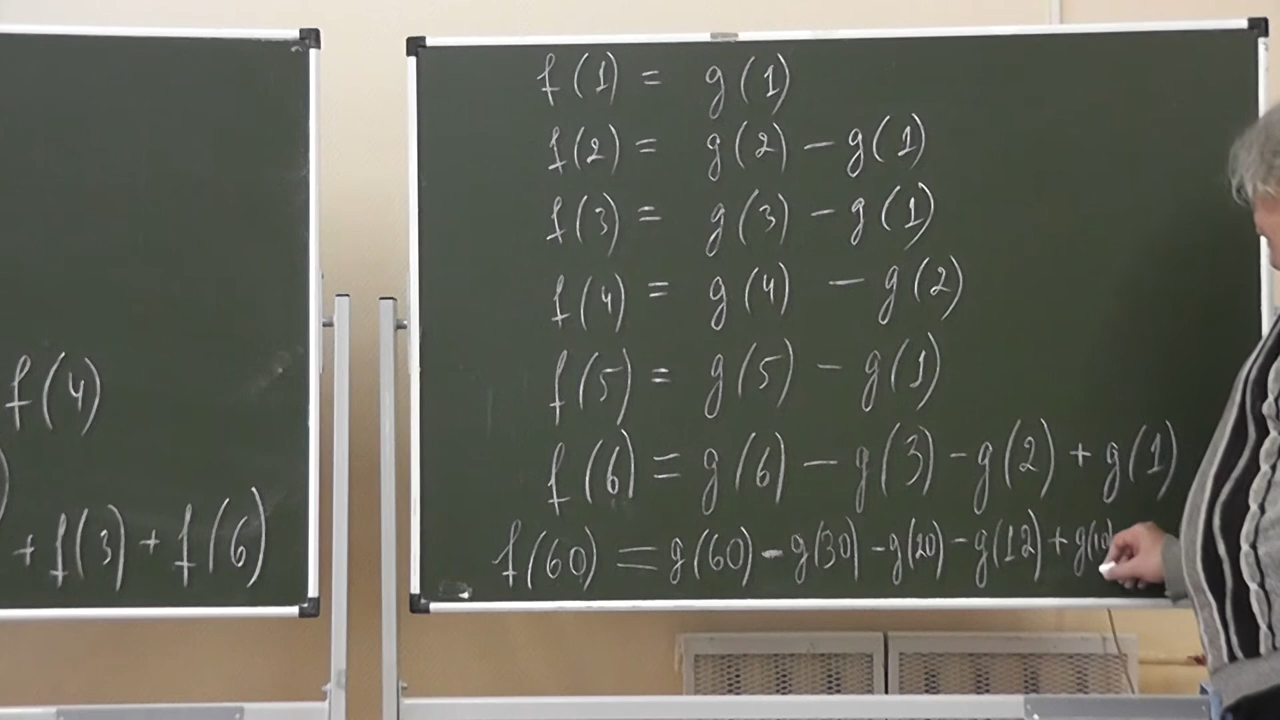 f(4)
)
+ f(3) + f(6)
f(1) = g(1)
f(2) = g(2) - g(1)
f(3) = g(3) - g(1)
f(4) = g(4) - g(2)
f(5) = g(5) - g(1)
f(6) = g(6) - g(3) - g(2) + g(1)
f(60) = g(60) - g(30) - g(20) - g(12) + g(10)